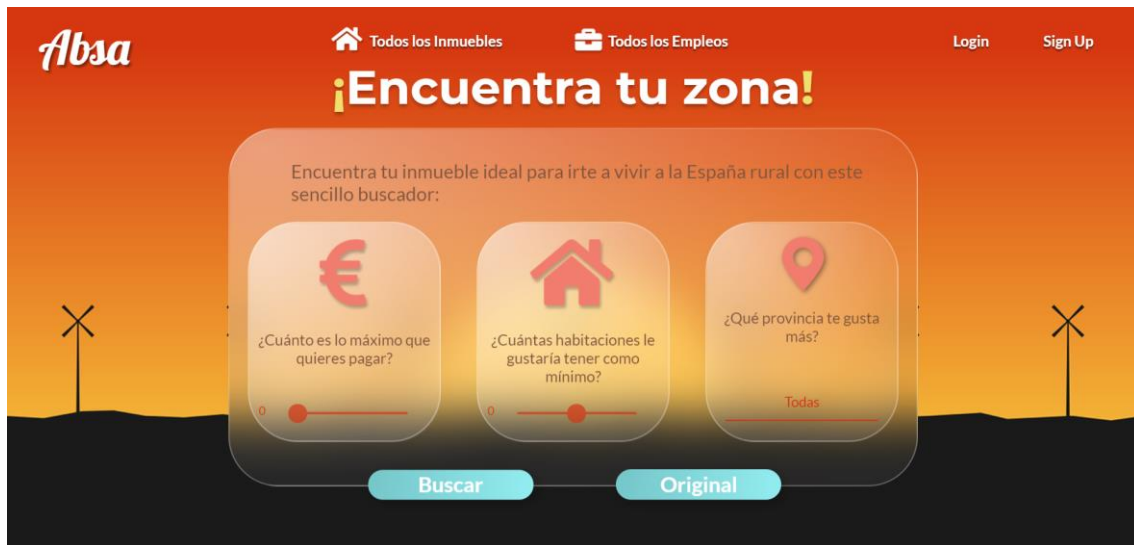 Absa
Todos los Inmuebles
Todos los Empleos
Login
Sign Up
¡Encuentra tu zona!
Encuentra tu inmueble ideal para irte a vivir a la España rural con este
sencillo buscador:
€
¿Cuánto es lo máximo que
quieres pagar?
0
¿Cuántas habitaciones le
gustaría tener como
mínimo?
0
¿Qué provincia te gusta
más?
Todas
Buscar
Original